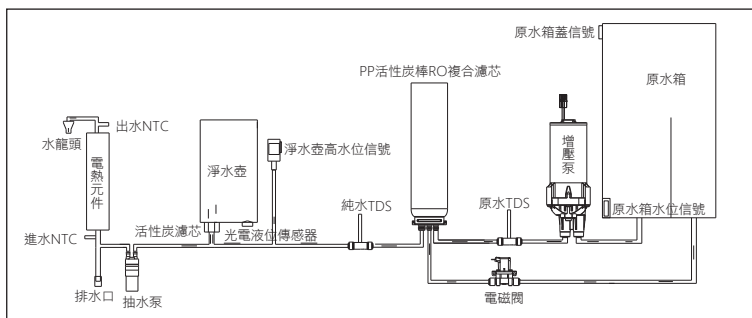 原水箱蓋信號
PP活性炭棒RO複合濾芯
原水箱
水龍頭
出水NTC
電熱元件
淨水壺
淨水壺高水位信號
增壓泵
純水TDS
原水TDS
原水箱水位信號
進水NTC
活性炭濾芯
光電液位傳感器
排水口
抽水泵
電磁閥